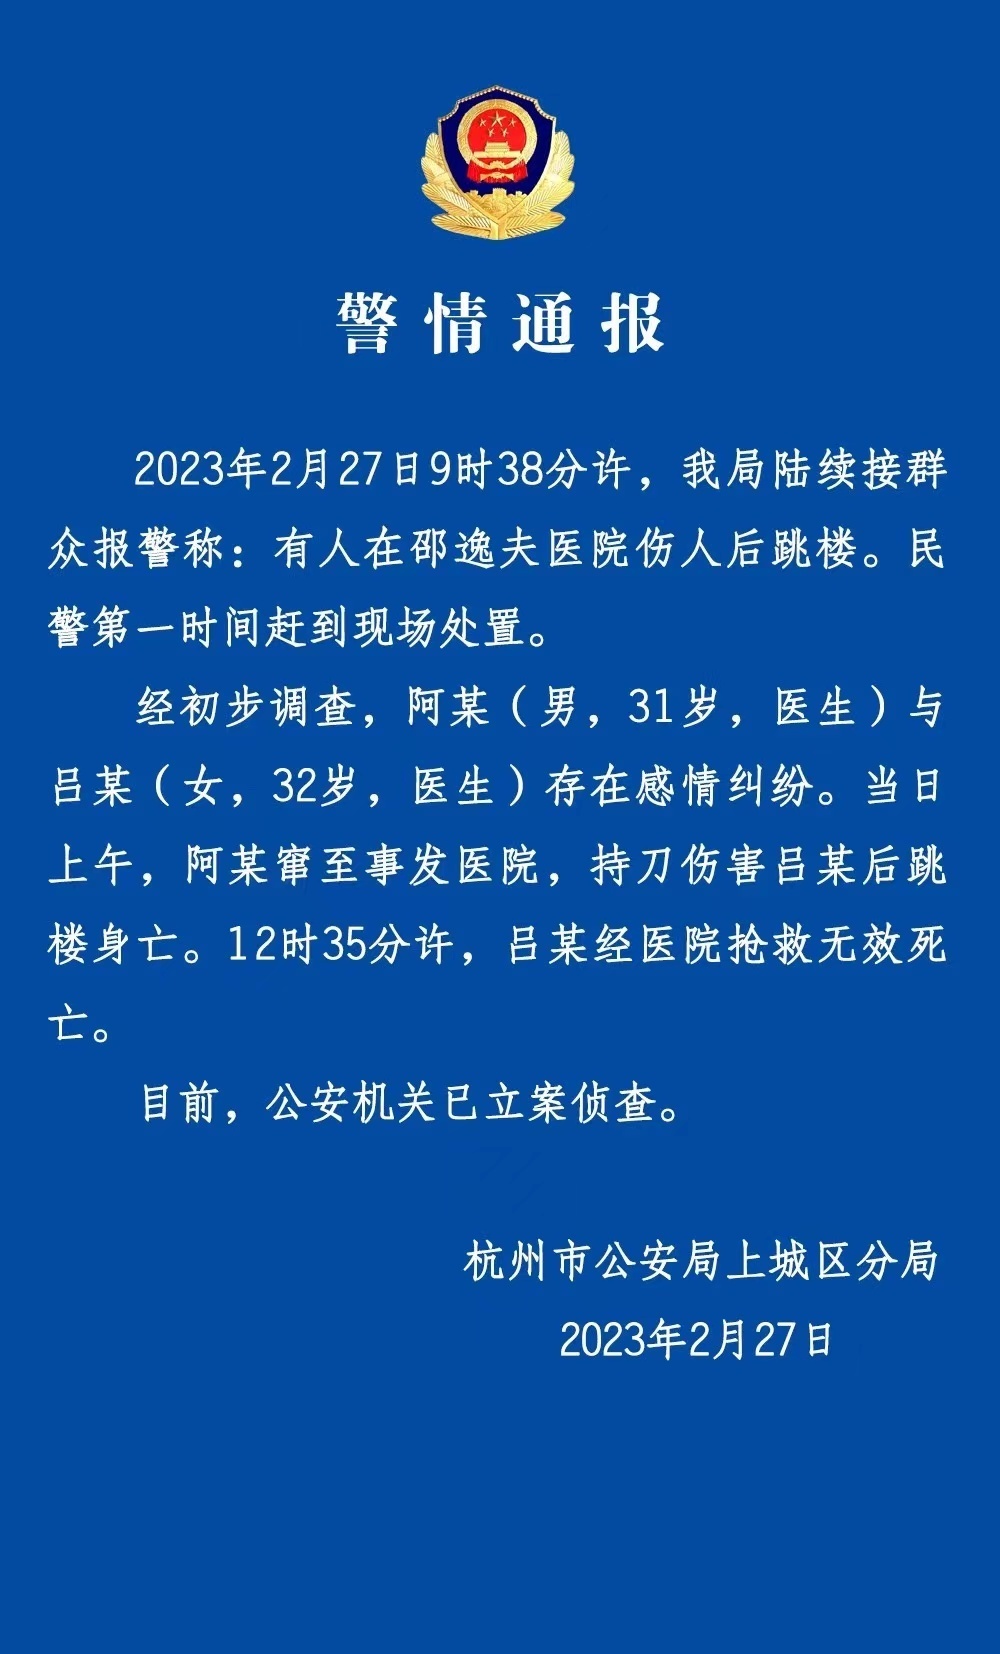 警情通报
2023年2月27日9时38分许，我局陆续接群
众报警称：有人在邵逸夫医院伤人后跳楼。民
警第一时间赶到现场处置。
经初步调查，阿某（男，31岁，医生）与
吕某（女，32岁，医生）存在感情纠纷。当日
上午，阿某窜至事发医院，持刀伤害吕某后跳
楼身亡。12时35分许，吕某经医院抢救无效死
亡。
目前，公安机关已立案侦查。
杭州市公安局上城区分局
2023年2月27日